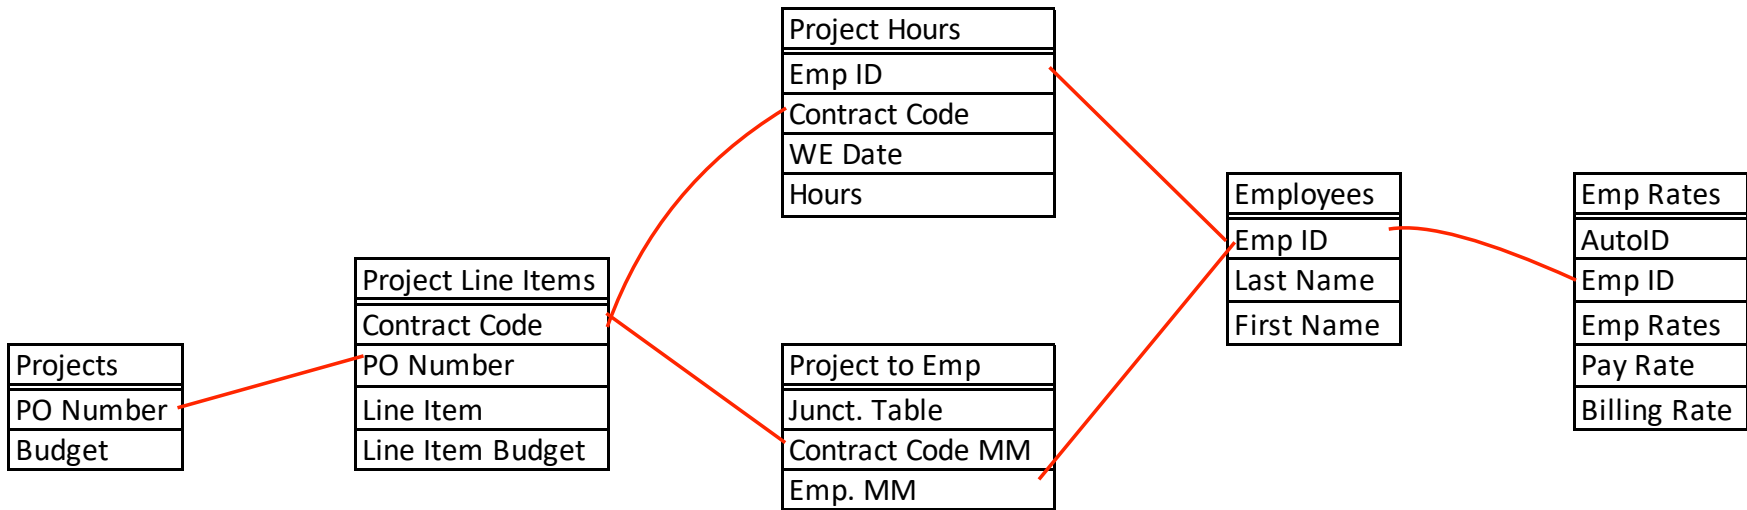 Projects
PO Number
Budget
Project Line Items
Contract Code
PO Number
Line Item
Line Item Budget
Project Hours
Emp ID
Contract Code
WE Date
Hours
Project to Emp
Junct. Table
Contract Code MM
Emp. MM
Employees
Emp ID
Last Name
First Name
Emp Rates
AutoID
Emp ID
Emp Rates
Pay Rate
Billing Rate